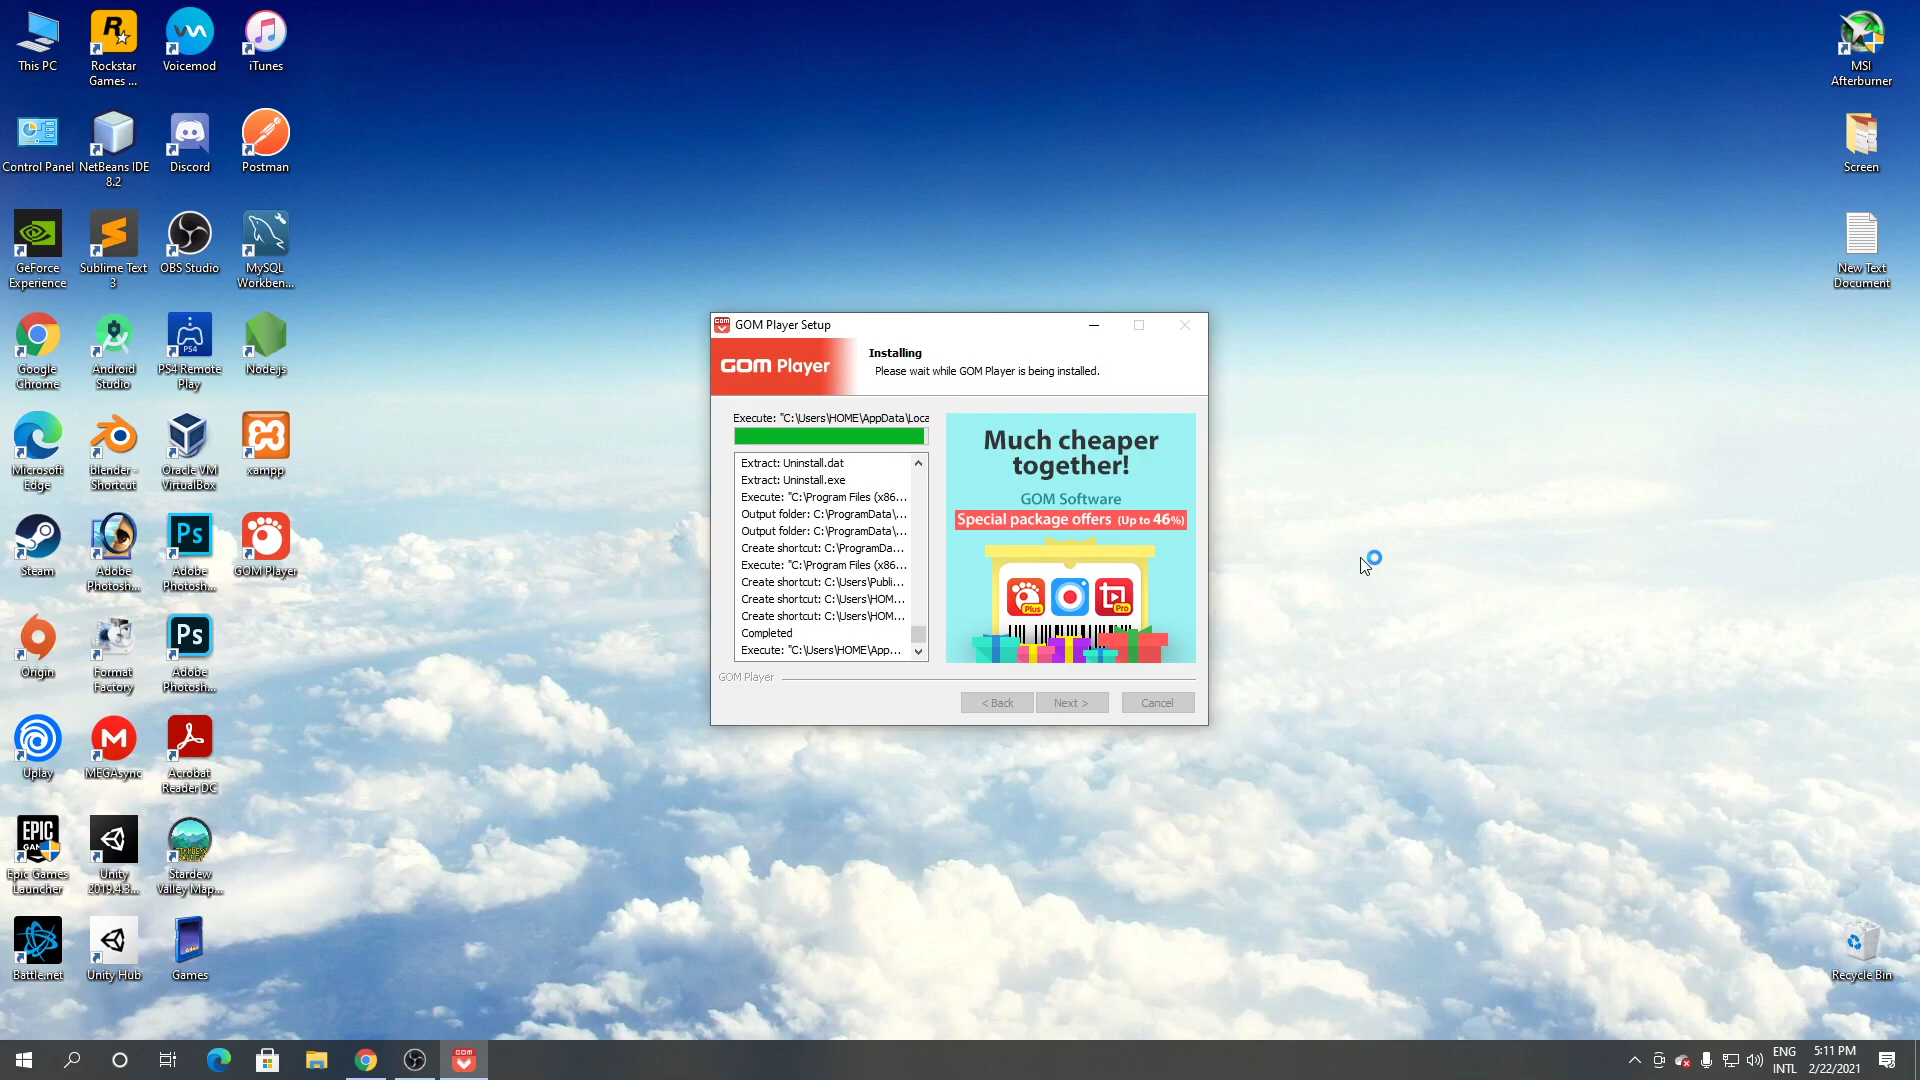 This PC
Rockstar
Games ...
Voicemod
iTunes
MSI
Afterburner
Control Panel
NetBeans IDE
8.2
Discord
Postman
Screen
GeForce
Experience
Sublime Text
3
OBS Studio
MySQL
Workben...
New Text
Document
Google
Chrome
Android
Studio
PS4
PS4 Remote
Play
Node.js
Microsoft
Edge
blender -
Shortcut
Oracle VM
VirtualBox
xampp
Steam
Adobe
Photosh...
Ps
Adobe
Photosh...
GOM Player
Origin
Format
Factory
Ps
Adobe
Photosh...
Uplay
MEGAsync
Acrobat
Reader DC
EPIC
Epic Games
Launcher
Unity
2019.4.3...
Stardew
Valley Map...
Battle.net
Unity Hub
Games
Recycle Bin
GOM Player Setup
GOM Player
Installing
Please wait while GOM Player is being installed.
Execute: "C:\Users\HOME\AppData\Loca
Extract: Uninstall.dat
Extract: Uninstall.exe
Execute: "C:\Program Files (x86...
Output folder: C:\ProgramData\...
Output folder: C:\ProgramData\...
Create shortcut: C:\ProgramDa...
Execute: "C:\Program Files (x86...
Create shortcut: C:\Users\Publi...
Create shortcut: C:\Users\HOM...
Create shortcut: C:\Users\HOM...
Completed
Execute: "C:\Users\HOME\App...
Much cheaper
together!
GOM Software
Special package offers (Up to 46%)
Plus
Pro
GOM Player
< Back
Next >
Cancel
GOM
ENG
INTL
5:11 PM
2/22/2021